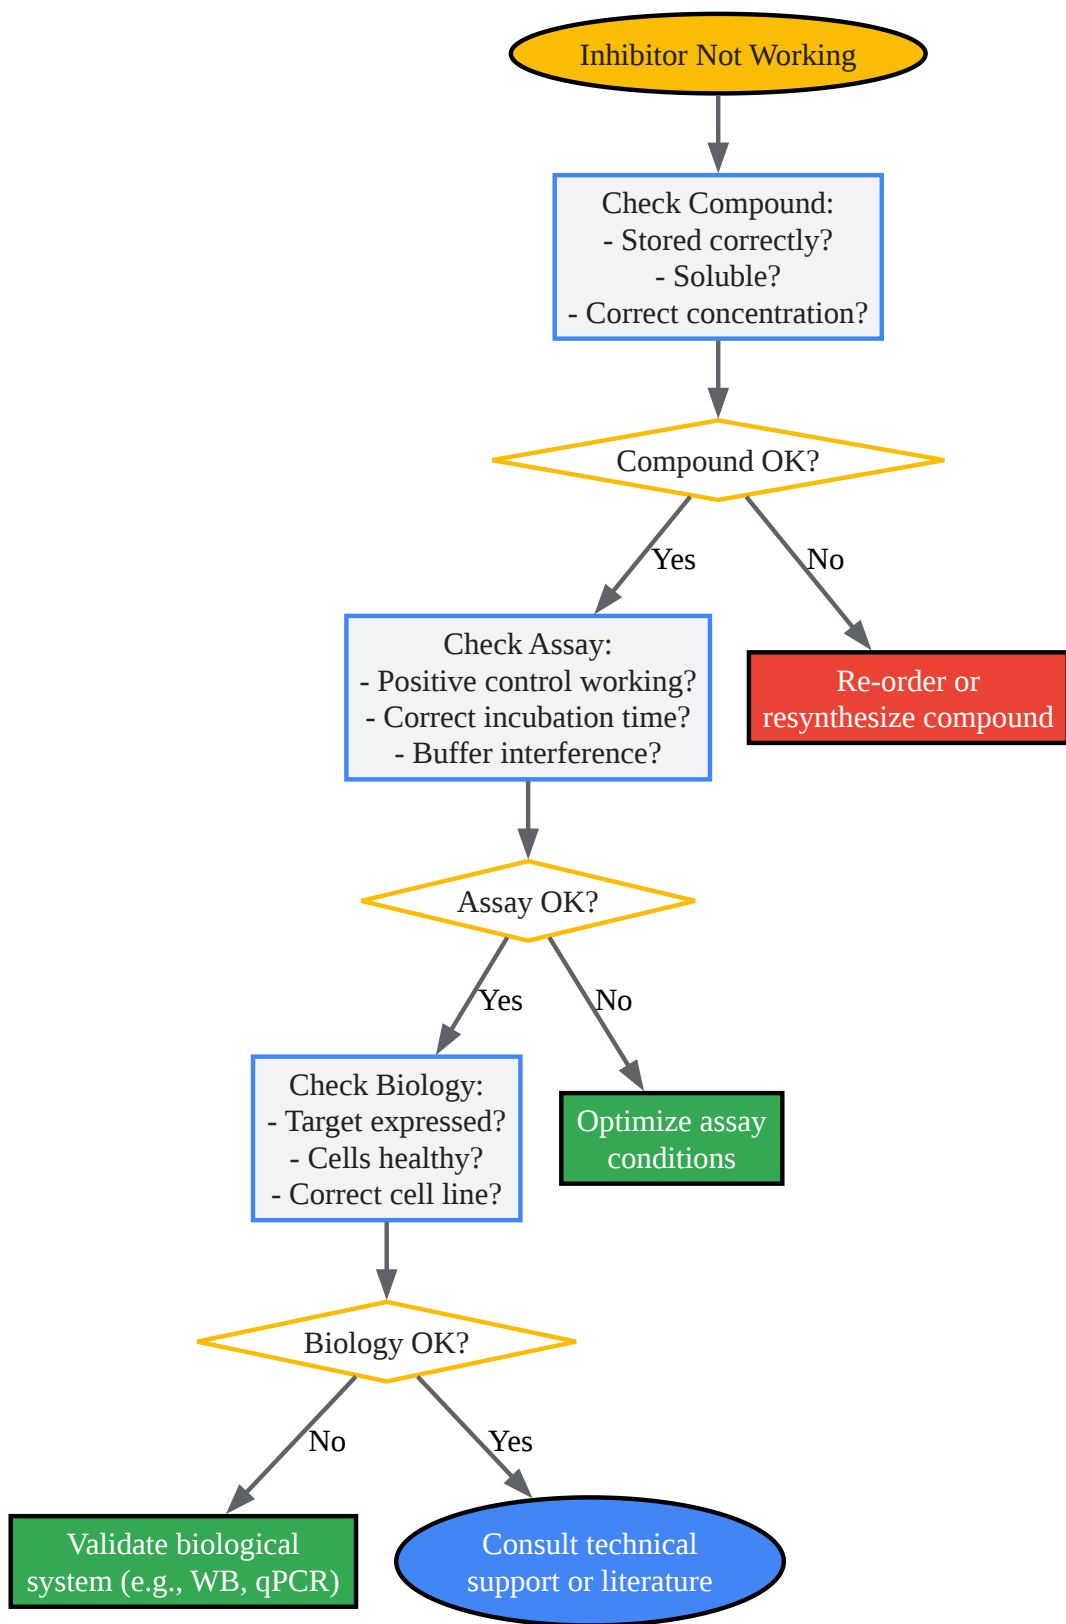 Inhibitor Not Working
Check Compound:
- Stored correctly?
- Soluble?
- Correct concentration?
Compound OK?
Yes
No
Check Assay:
- Positive control working?
- Correct incubation time?
- Buffer interference?
Re-order or
resynthesize compound
Assay OK?
Yes
No
Check Biology:
- Target expressed?
- Cells healthy?
- Correct cell line?
Optimize assay
conditions
Biology OK?
No
Yes
Validate biological
system (e.g., WB, qPCR)
Consult technical
support or literature